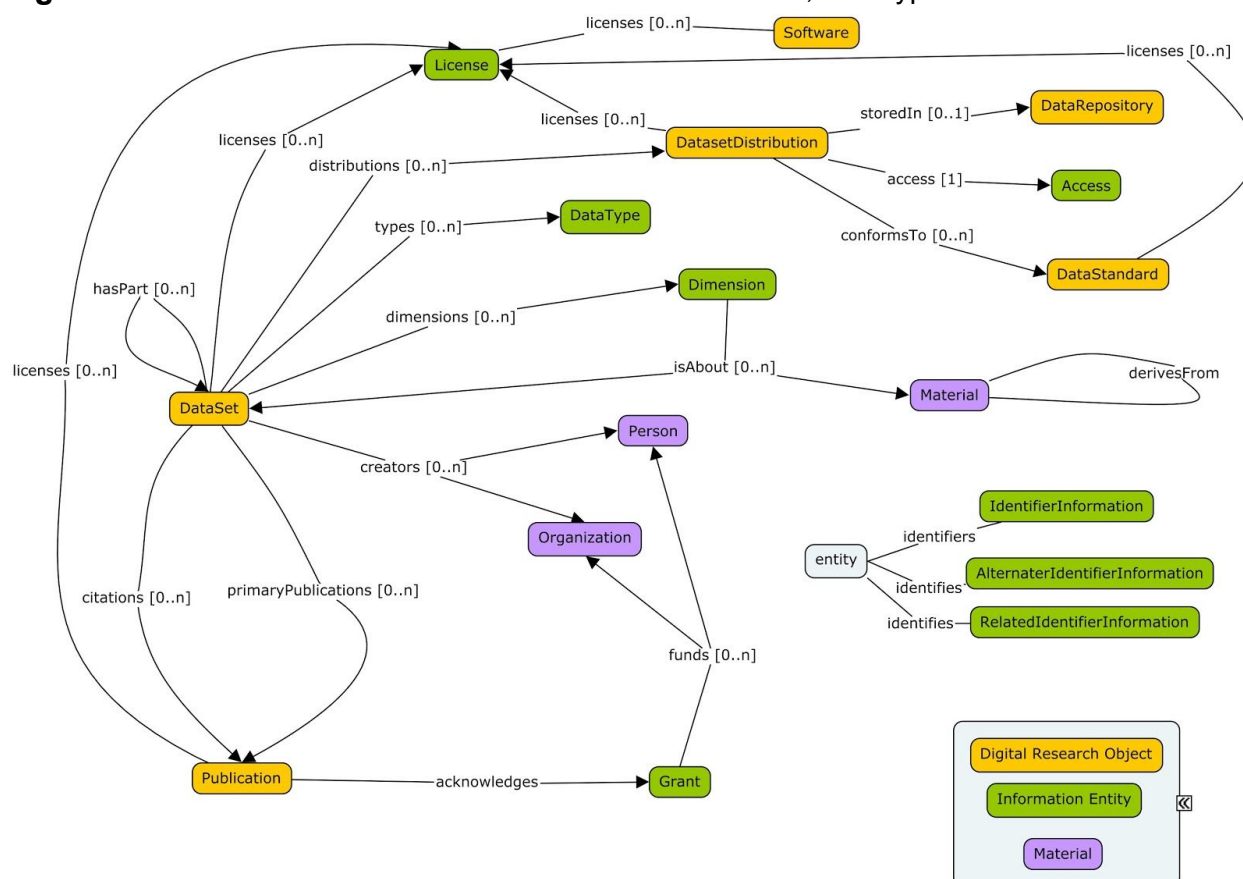 licenses [0..n]
Software
License
licenses [0..n]
licenses [0..n]
DataRepository
storedIn [0..1]
licenses [0..n]
licenses [0..n]
DatasetDistribution
distributions [0..n]
access [1]
Access
types [0..n]
DataType
conformsTo [0..n]
DataStandard
hasPart [0..n]
Dimension
dimensions [0..n]
licenses [0..n]
isAbout [0..n]
derivesFrom
Material
DataSet
Person
creators [0..n]
Organization
IdentifierInformation
identifiers
entity
AlternaterIdentifierInformation
identifies
RelatedIdentifierInformation
identifies
citations [0..n]
primaryPublications [0..n]
funds [0..n]
Publication
acknowledges
Grant
Digital Research Object
Information Entity
Material